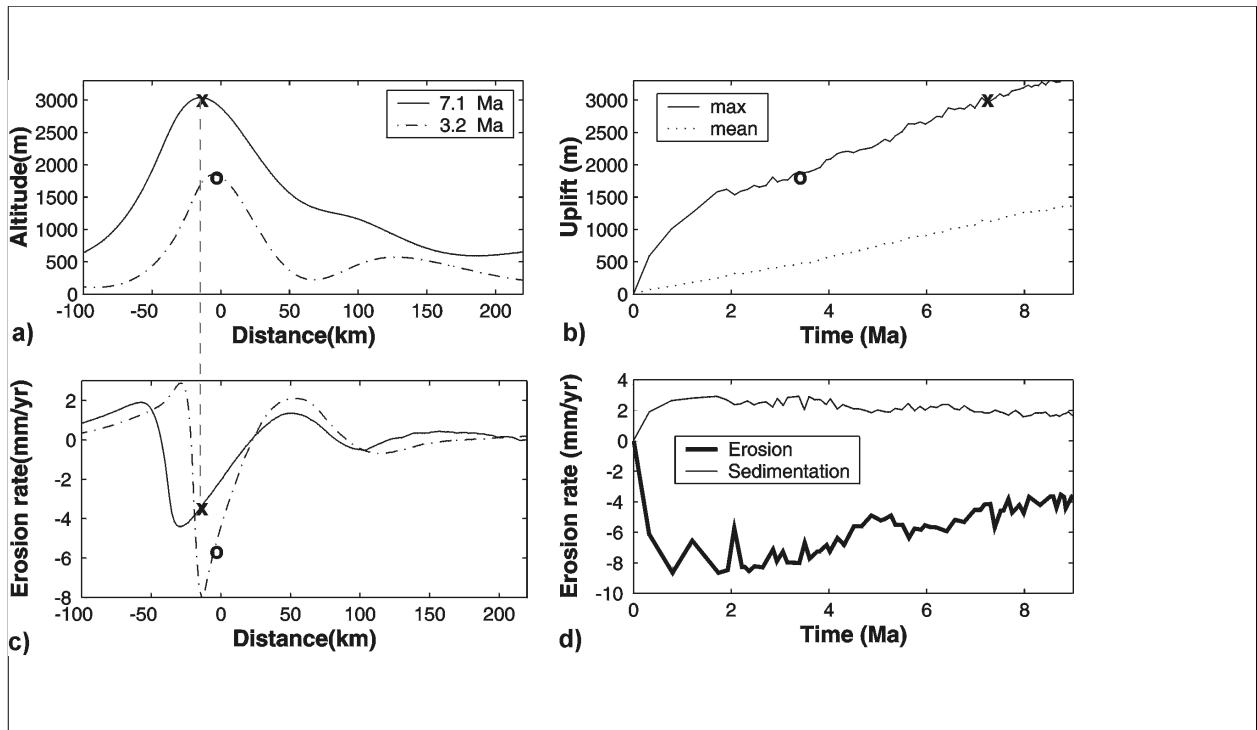 3000
2500
2000
1500
1000
500
0
Altitude(m)
7.1 Ma
3.2 Ma
x
o
-100 -50 0 50 100 150 200
a)
Distance(km)
3000
2500
2000
1500
1000
500
0
Uplift (m)
max
mean
x
o
0 2 4 6 8
b)
Time (Ma)
2
0
-2
-4
-6
-8
Erosion rate(mm/yr)
x
o
-100 -50 0 50 100 150 200
c)
Distance(km)
4
2
0
-2
-4
-6
-8
-10
Erosion rate (mm/yr)
Erosion
Sedimentation
0 2 4 6 8
d)
Time (Ma)